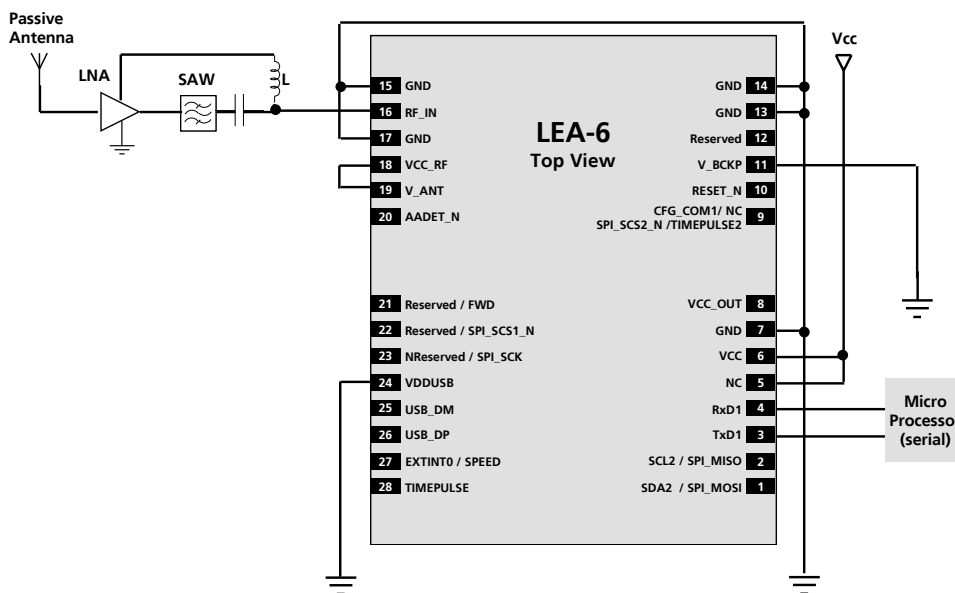 Passive
Antenna
LNA
SAW
L
Vcc
LEA-6
Top View
15 GND
16 RF_IN
17 GND
18 VCC_RF
19 V_ANT
20 AADET_N
21 Reserved / FWD
22 Reserved / SPI_SCS1_N
23 NReserved / SPI_SCK
24 VDDUSB
25 USB_DM
26 USB_DP
27 EXTINT0 / SPEED
28 TIMEPULSE
GND 14
GND 13
Reserved 12
V_BCKP 11
RESET_N 10
CFG_COM1/ NC
SPI_SCS2_N /TIMEPULSE2 9
VCC_OUT 8
GND 7
VCC 6
NC 5
RxD1 4
TxD1 3
SCL2 / SPI_MISO 2
SDA2 / SPI_MOSI 1
Micro
Processo
(serial)